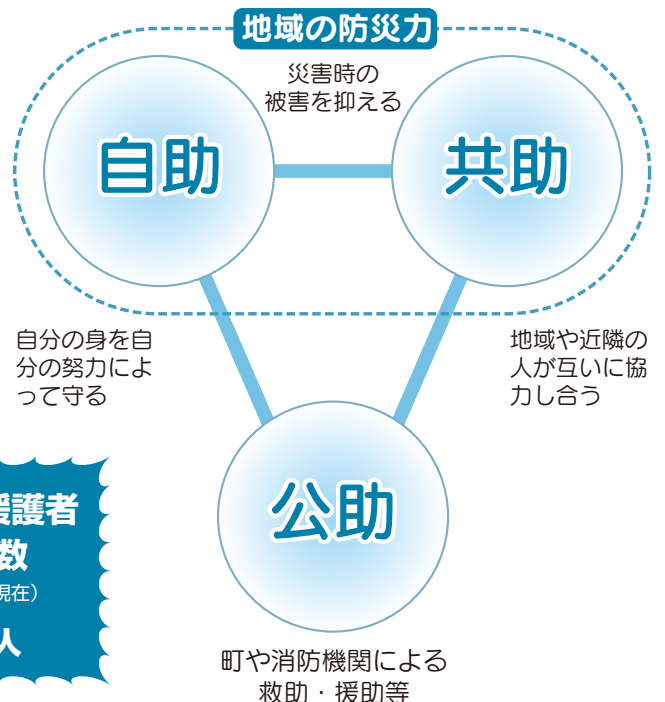 地域の防災力
災害時の
被害を抑える
自助
共助
自分の身を自
分の努力によ
って守る
地域や近隣の
人が互いに協
力し合う
公助
援護者
数
現在）
人
町や消防機関による
救助・援助等